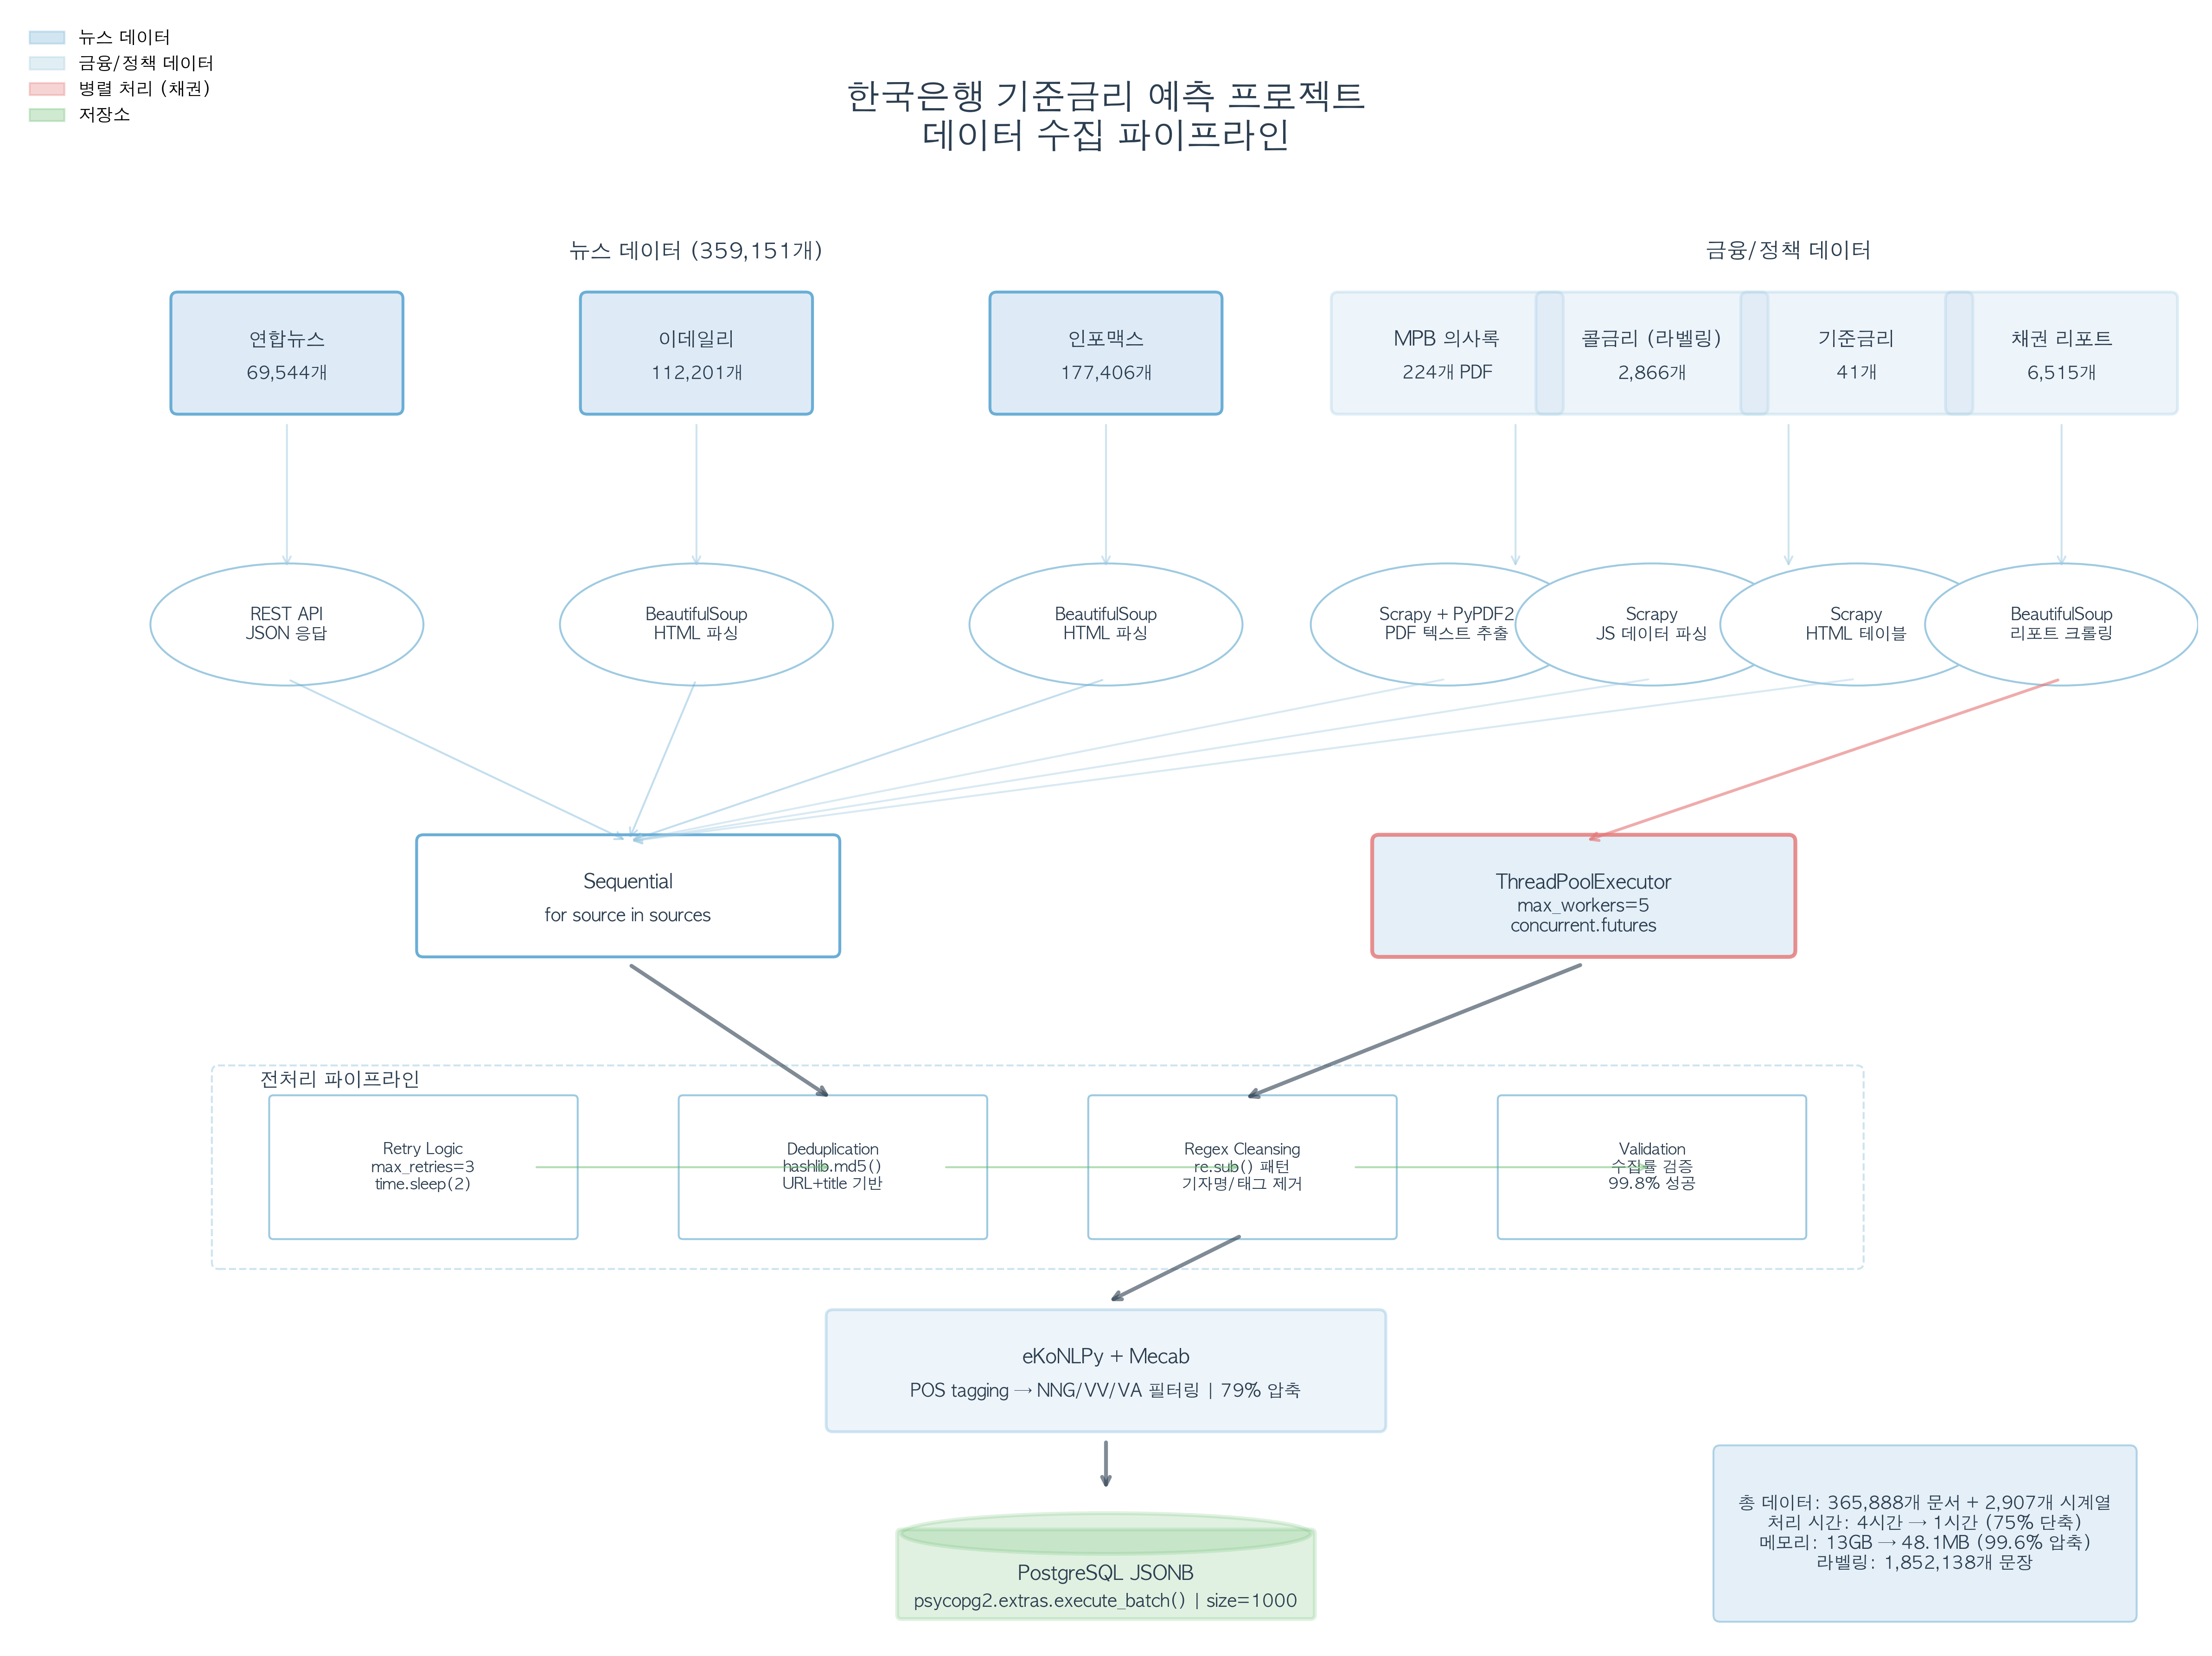 뉴스 데이터
금융/정책 데이터
병렬 처리 (채권)
저장소
한국은행 기준금리 예측 프로젝트
데이터 수집 파이프라인
뉴스 데이터 (359,151개)
금융/정책 데이터
연합뉴스
69,544개
이데일리
112,201개
인포맥스
177,406개
MPB 의사록
224개 PDF
콜금리 (라벨링)
2,866개
기준금리
41개
채권 리포트
6,515개
REST API
JSON 응답
BeautifulSoup
HTML 파싱
BeautifulSoup
HTML 파싱
Scrapy + PyPDF2
PDF 텍스트 추출
Scrapy
JS 데이터 파싱
Scrapy
HTML 테이블
BeautifulSoup
리포트 크롤링
Sequential
for source in sources
ThreadPoolExecutor
max_workers=5
concurrent.futures
전처리 파이프라인
Retry Logic
max_retries=3
time.sleep(2)
Deduplication
hashlib.md5()
URL+title 기반
Regex Cleansing
re.sub() 패턴
기자명/태그 제거
Validation
수집률 검증
99.8% 성공
eKoNLPy + Mecab
POS tagging → NNG/VV/VA 필터링 | 79% 압축
PostgreSQL JSONB
psycopg2.extras.execute_batch() | size=1000
총 데이터: 365,888개 문서 + 2,907개 시계열
처리 시간: 4시간 → 1시간 (75% 단축)
메모리: 13GB → 48.1MB (99.6% 압축)
라벨링: 1,852,138개 문장